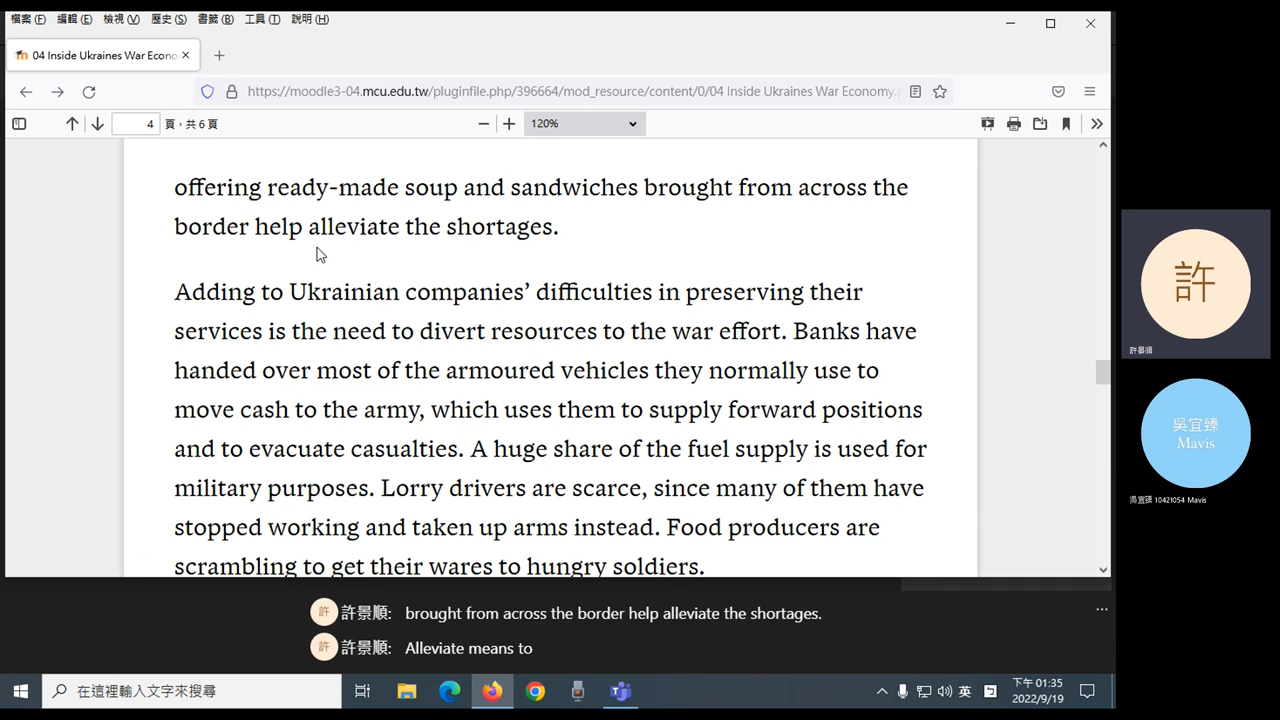 檔案(F) 編輯(E) 檢視(V) 歷史(S) 書籤(B) 工具(T) 說明(H)
04 Inside Ukraines War Econo
https://moodle3-04.mcu.edu.tw/pluginfile.php/396664/mod_resource/content/0/04 Inside Ukraines War Economy.p
4 頁，共 6 頁 120%
offering ready-made soup and sandwiches brought from across the
border help alleviate the shortages.
Adding to Ukrainian companies’ difficulties in preserving their
services is the need to divert resources to the war effort. Banks have
handed over most of the armoured vehicles they normally use to
move cash to the army, which uses them to supply forward positions
and to evacuate casualties. A huge share of the fuel supply is used for
military purposes. Lorry drivers are scarce, since many of them have
stopped working and taken up arms instead. Food producers are
scrambling to get their wares to hungry soldiers.
許
許景順
吳宜臻
Mavis
吳宜臻 10421054 Mavis
許 許景順: brought from across the border help alleviate the shortages.
許 許景順: Alleviate means to
在這裡輸入文字來搜尋
英
下午 01:35
2022/9/19